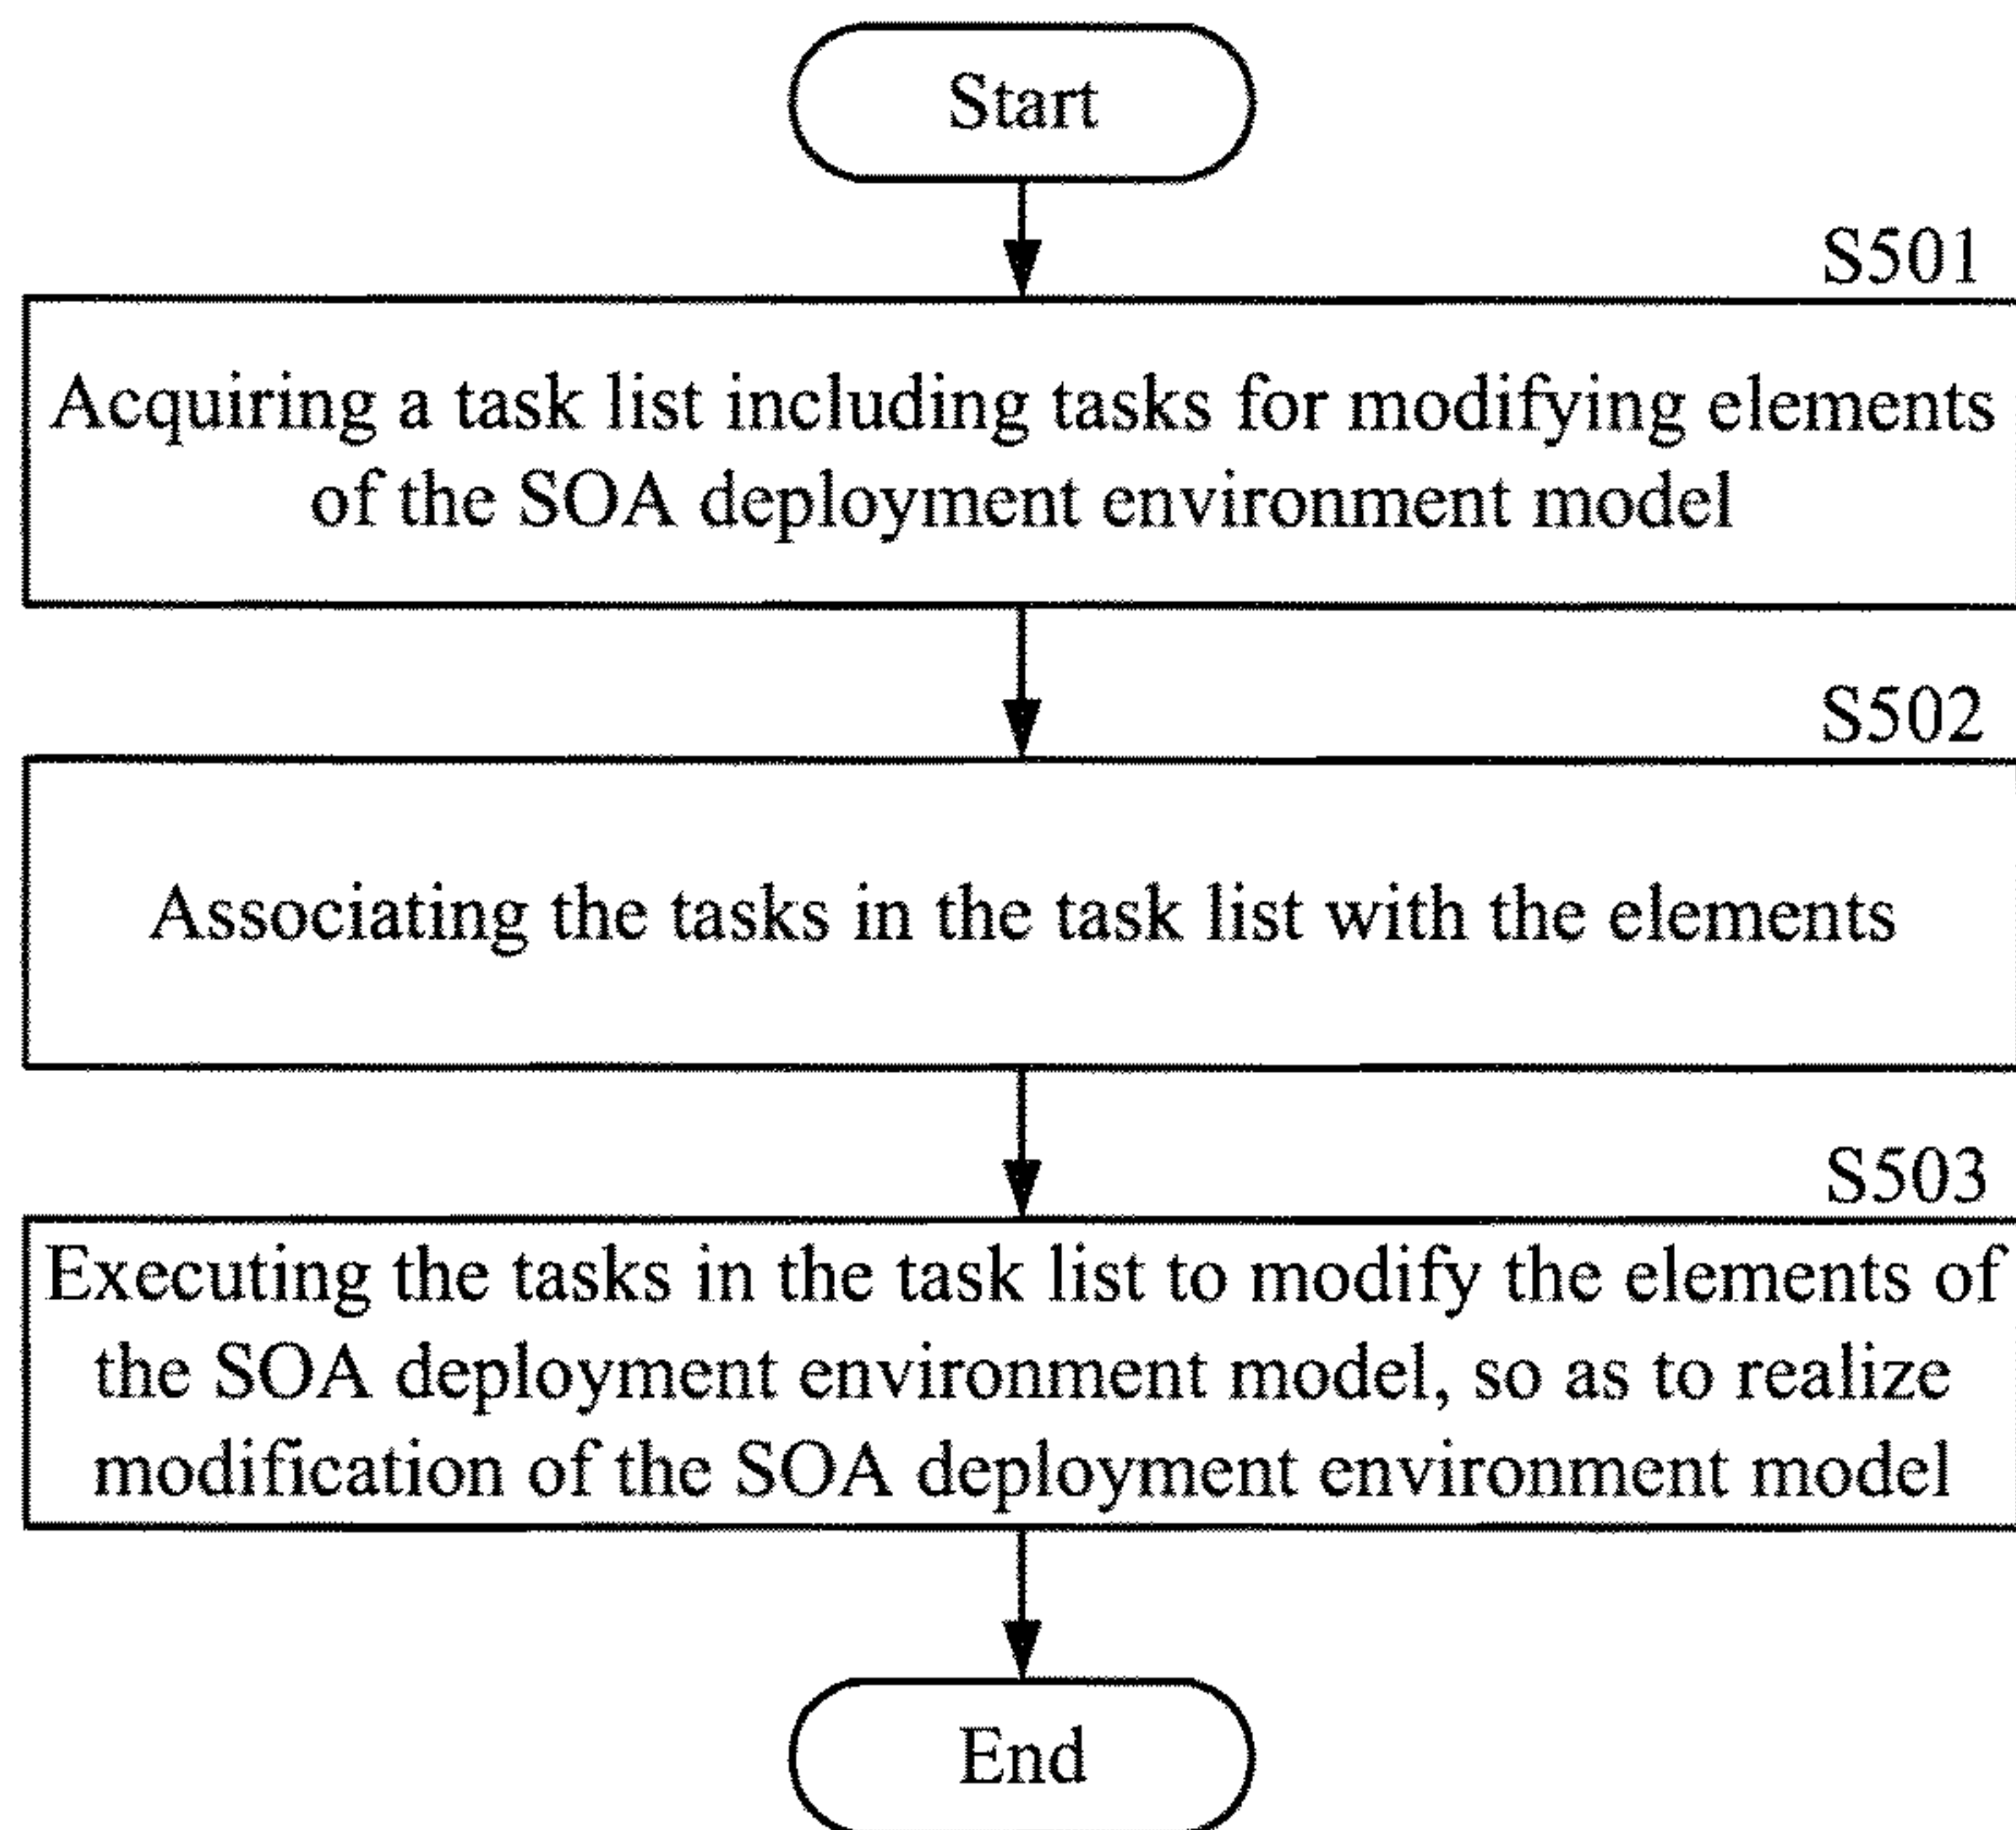 Start
S501
Acquiring a task list including tasks for modifying elements
of the SOA deployment environment model
S502
Associating the tasks in the task list with the elements
S503
Executing the tasks in the task list to modify the elements of
the SOA deployment environment model, so as to realize
modification of the SOA deployment environment model
End